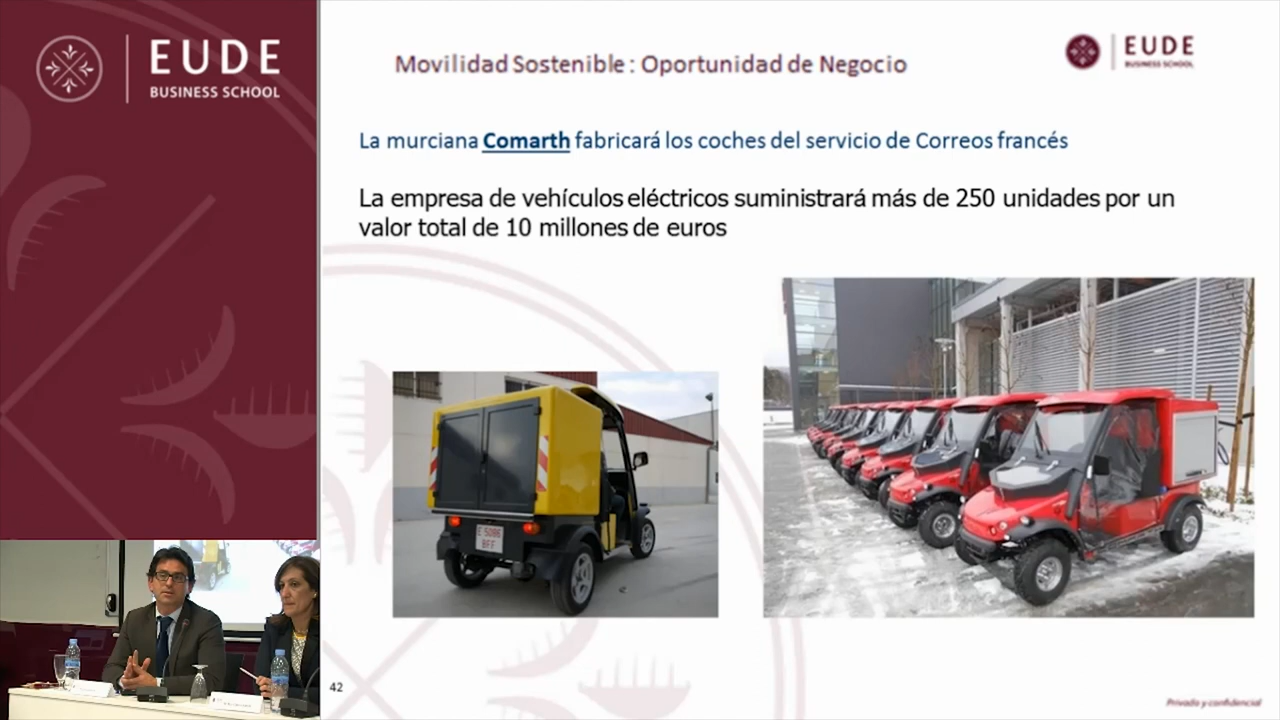 EUDE
BUSINESS SCHOOL
Movilidad Sostenible : Oportunidad de Negocio
EUDE
BUSINESS SCHOOL
La murciana Comarth fabricará los coches del servicio de Correos francés
La empresa de vehículos eléctricos suministrará más de 250 unidades por un
valor total de 10 millones de euros
E 5086
BFF
42
Privado y confidencial